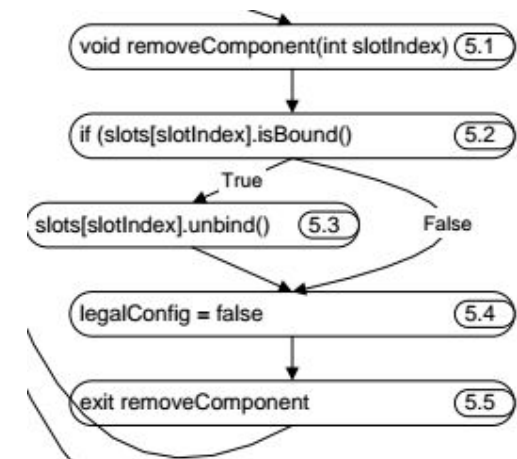 void removeComponent(int slotIndex) 5.1
if (slots[slotIndex].isBound() 5.2
True
slots[slotIndex].unbind() 5.3
False
legalConfig = false 5.4
exit removeComponent 5.5